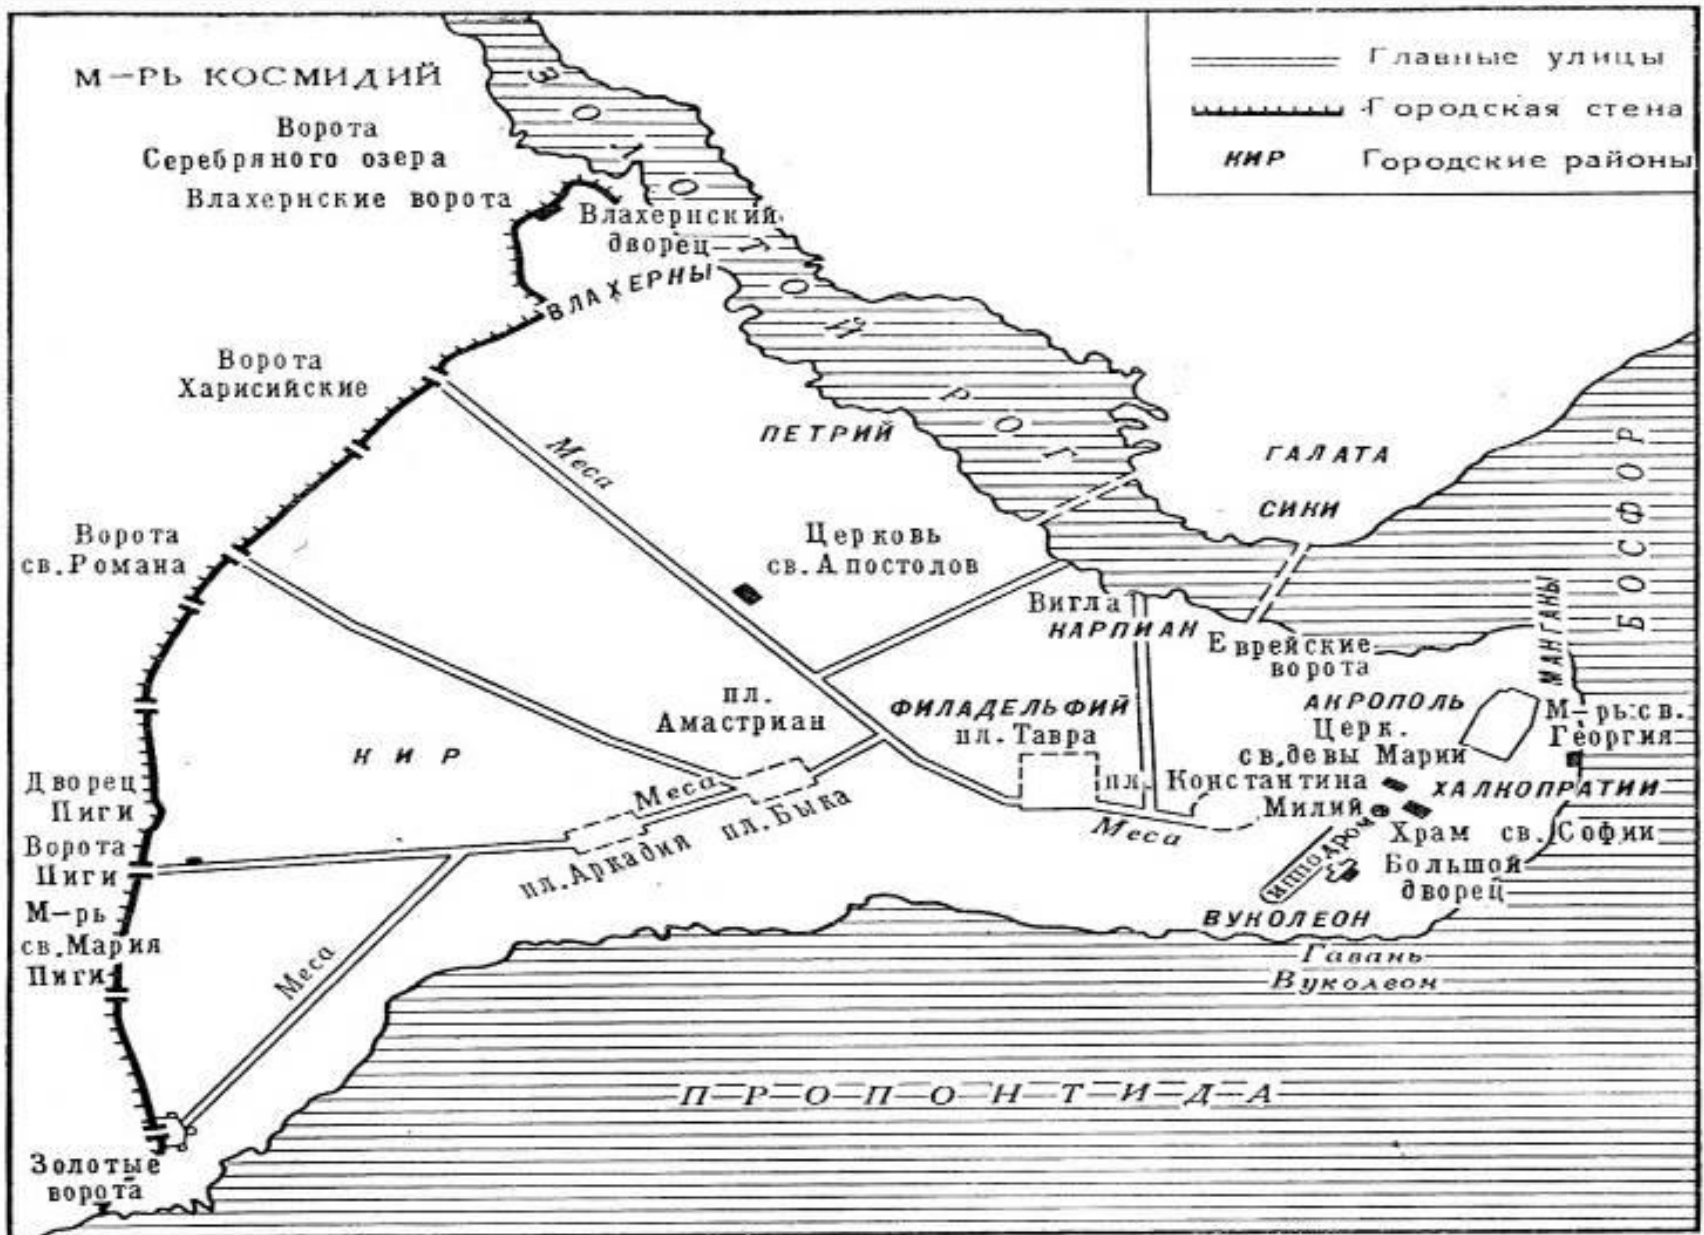 Главные улицы
Городская стена
КИР Городские районы
М-РЬ КОСМИДИЙ
Ворота
Серебряного озера
Влахернские ворота
ЗОЛОТОЙ РОГ
Влахернский
дворец
ВЛАХЕРНЫ
Ворота
Харисийские
Меса
ПЕТРИЙ
ГАЛАТА
СИКИ
БОСФОР
Ворота
св.Романа
Церковь
св.Апостолов
Вигла
КАРПИАН
Еврейские
ворота
МАНГАНЫ
пл.
Амастриан
ФИЛАДЕЛЬФИЙ
пл. Тавра
АКРОПОЛЬ
Церк.
св.девы Марии
М-рь св.
Георгия
КИР
Дворец
Пиги
Меса
пл. Быка
пл. Константина
Милий
ХАЛКОПРАТИИ
Ворота
Пиги
пл.Аркадий
Меса
ИППОДРОМ
Храм св. Софии
Большой
дворец
М-рь
св.Мария
Пиги
Меса
ВУКОЛЕОН
Гавань
Вуколеон
ПРОПОНТИДА
Золотые
ворота